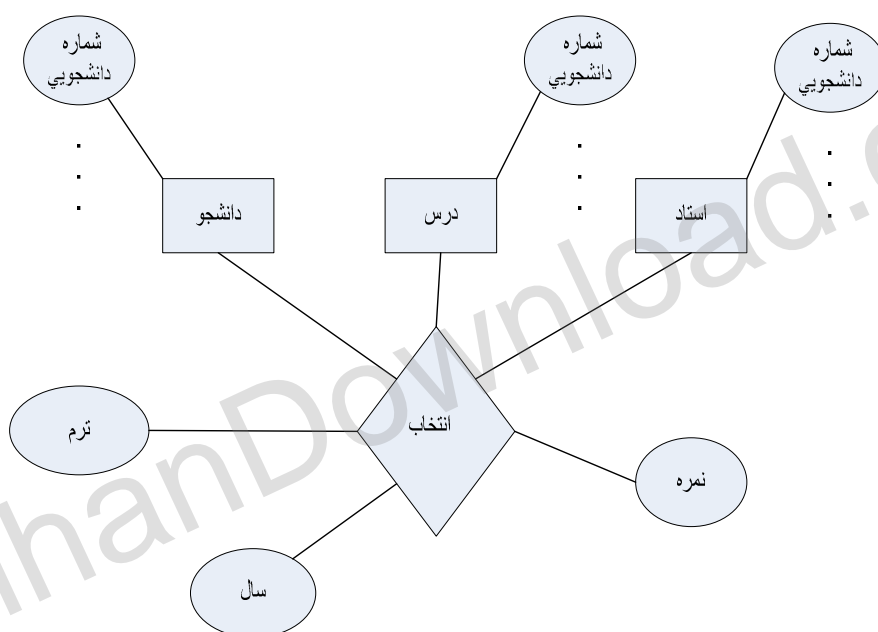 شماره
دانشجويي
شماره
دانشجويي
شماره
دانشجويي
دانشجو
درس
استاد
انتخاب
ترم
نمره
سال